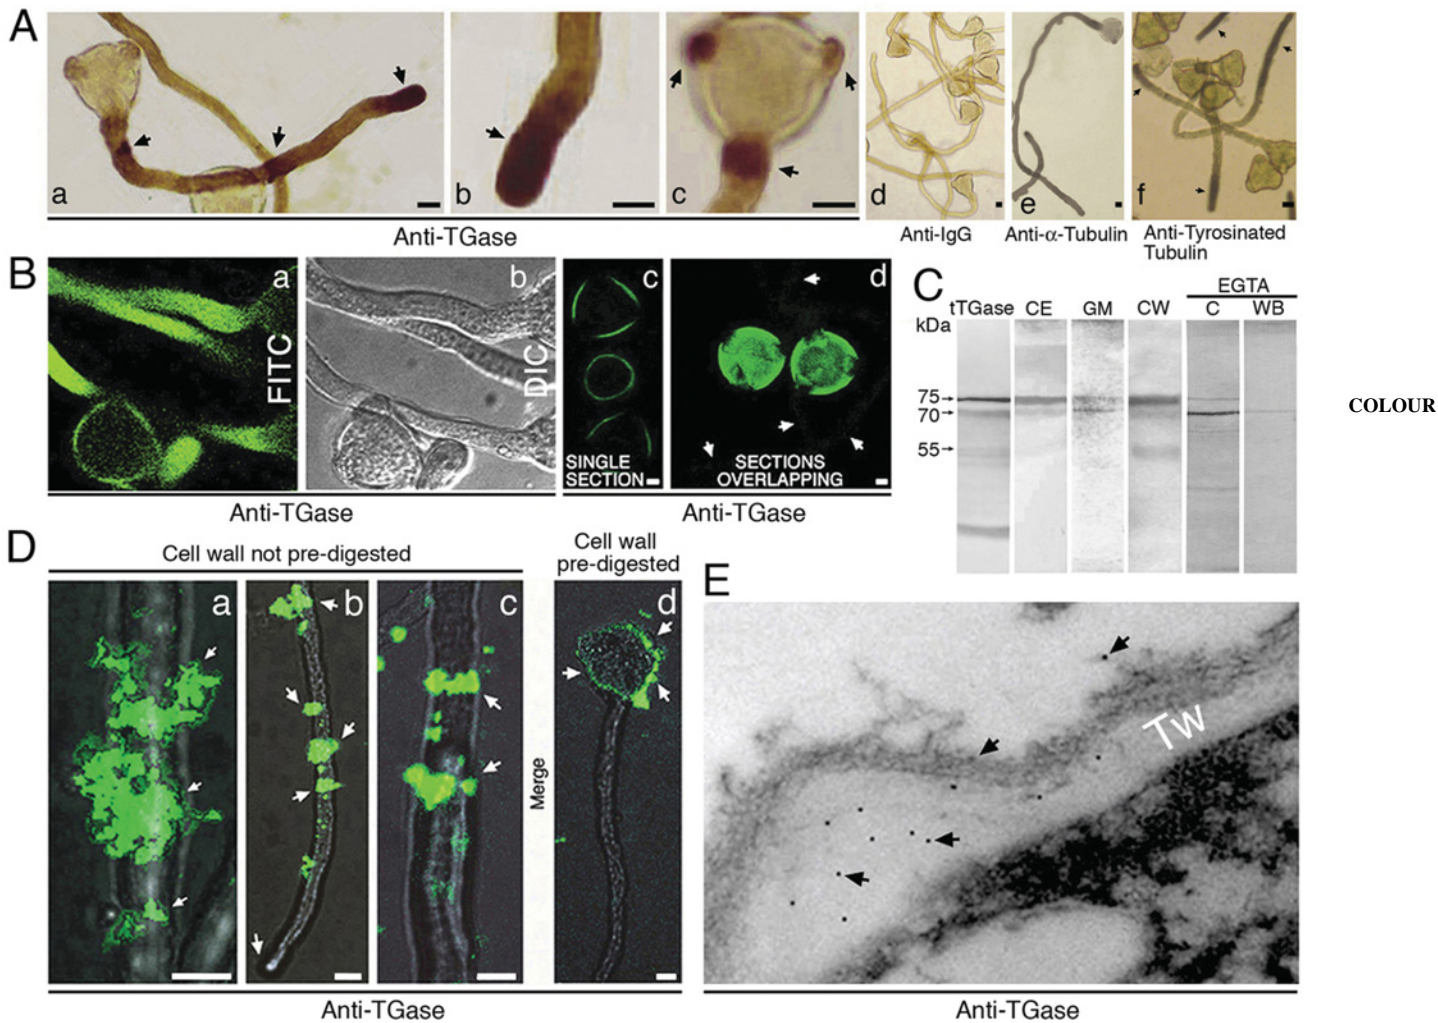 A
a
b
c
d
e
f
Anti-TGase
Anti-IgG
Anti-α-Tubulin
Anti-Tyrosinated
Tubulin
B
a
FITC
b
DIC
c
SINGLE
SECTION
d
SECTIONS
OVERLAPPING
Anti-TGase
Anti-TGase
C
EGTA
tTGase
CE
GM
CW
C
WB
kDa
75
70
55
COLOUR
D
Cell wall not pre-digested
Cell wall
pre-digested
a
b
c
Merge
d
Anti-TGase
E
Tw
Anti-TGase